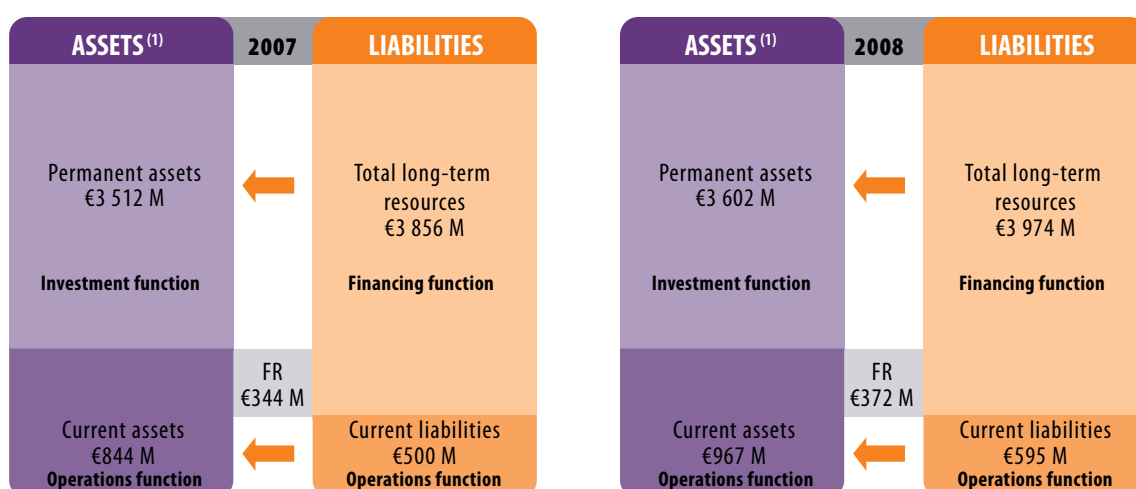 ASSETS (1)
2007
LIABILITIES
Permanent assets
€3 512 M
Total long-term
resources
€3 856 M
Investment function
Financing function
FR
€344 M
Current assets
€844 M
Operations function
Current liabilities
€500 M
Operations function
ASSETS (1)
2008
LIABILITIES
Permanent assets
€3 602 M
Total long-term
resources
€3 974 M
Investment function
Financing function
FR
€372 M
Current assets
€967 M
Operations function
Current liabilities
€595 M
Operations function